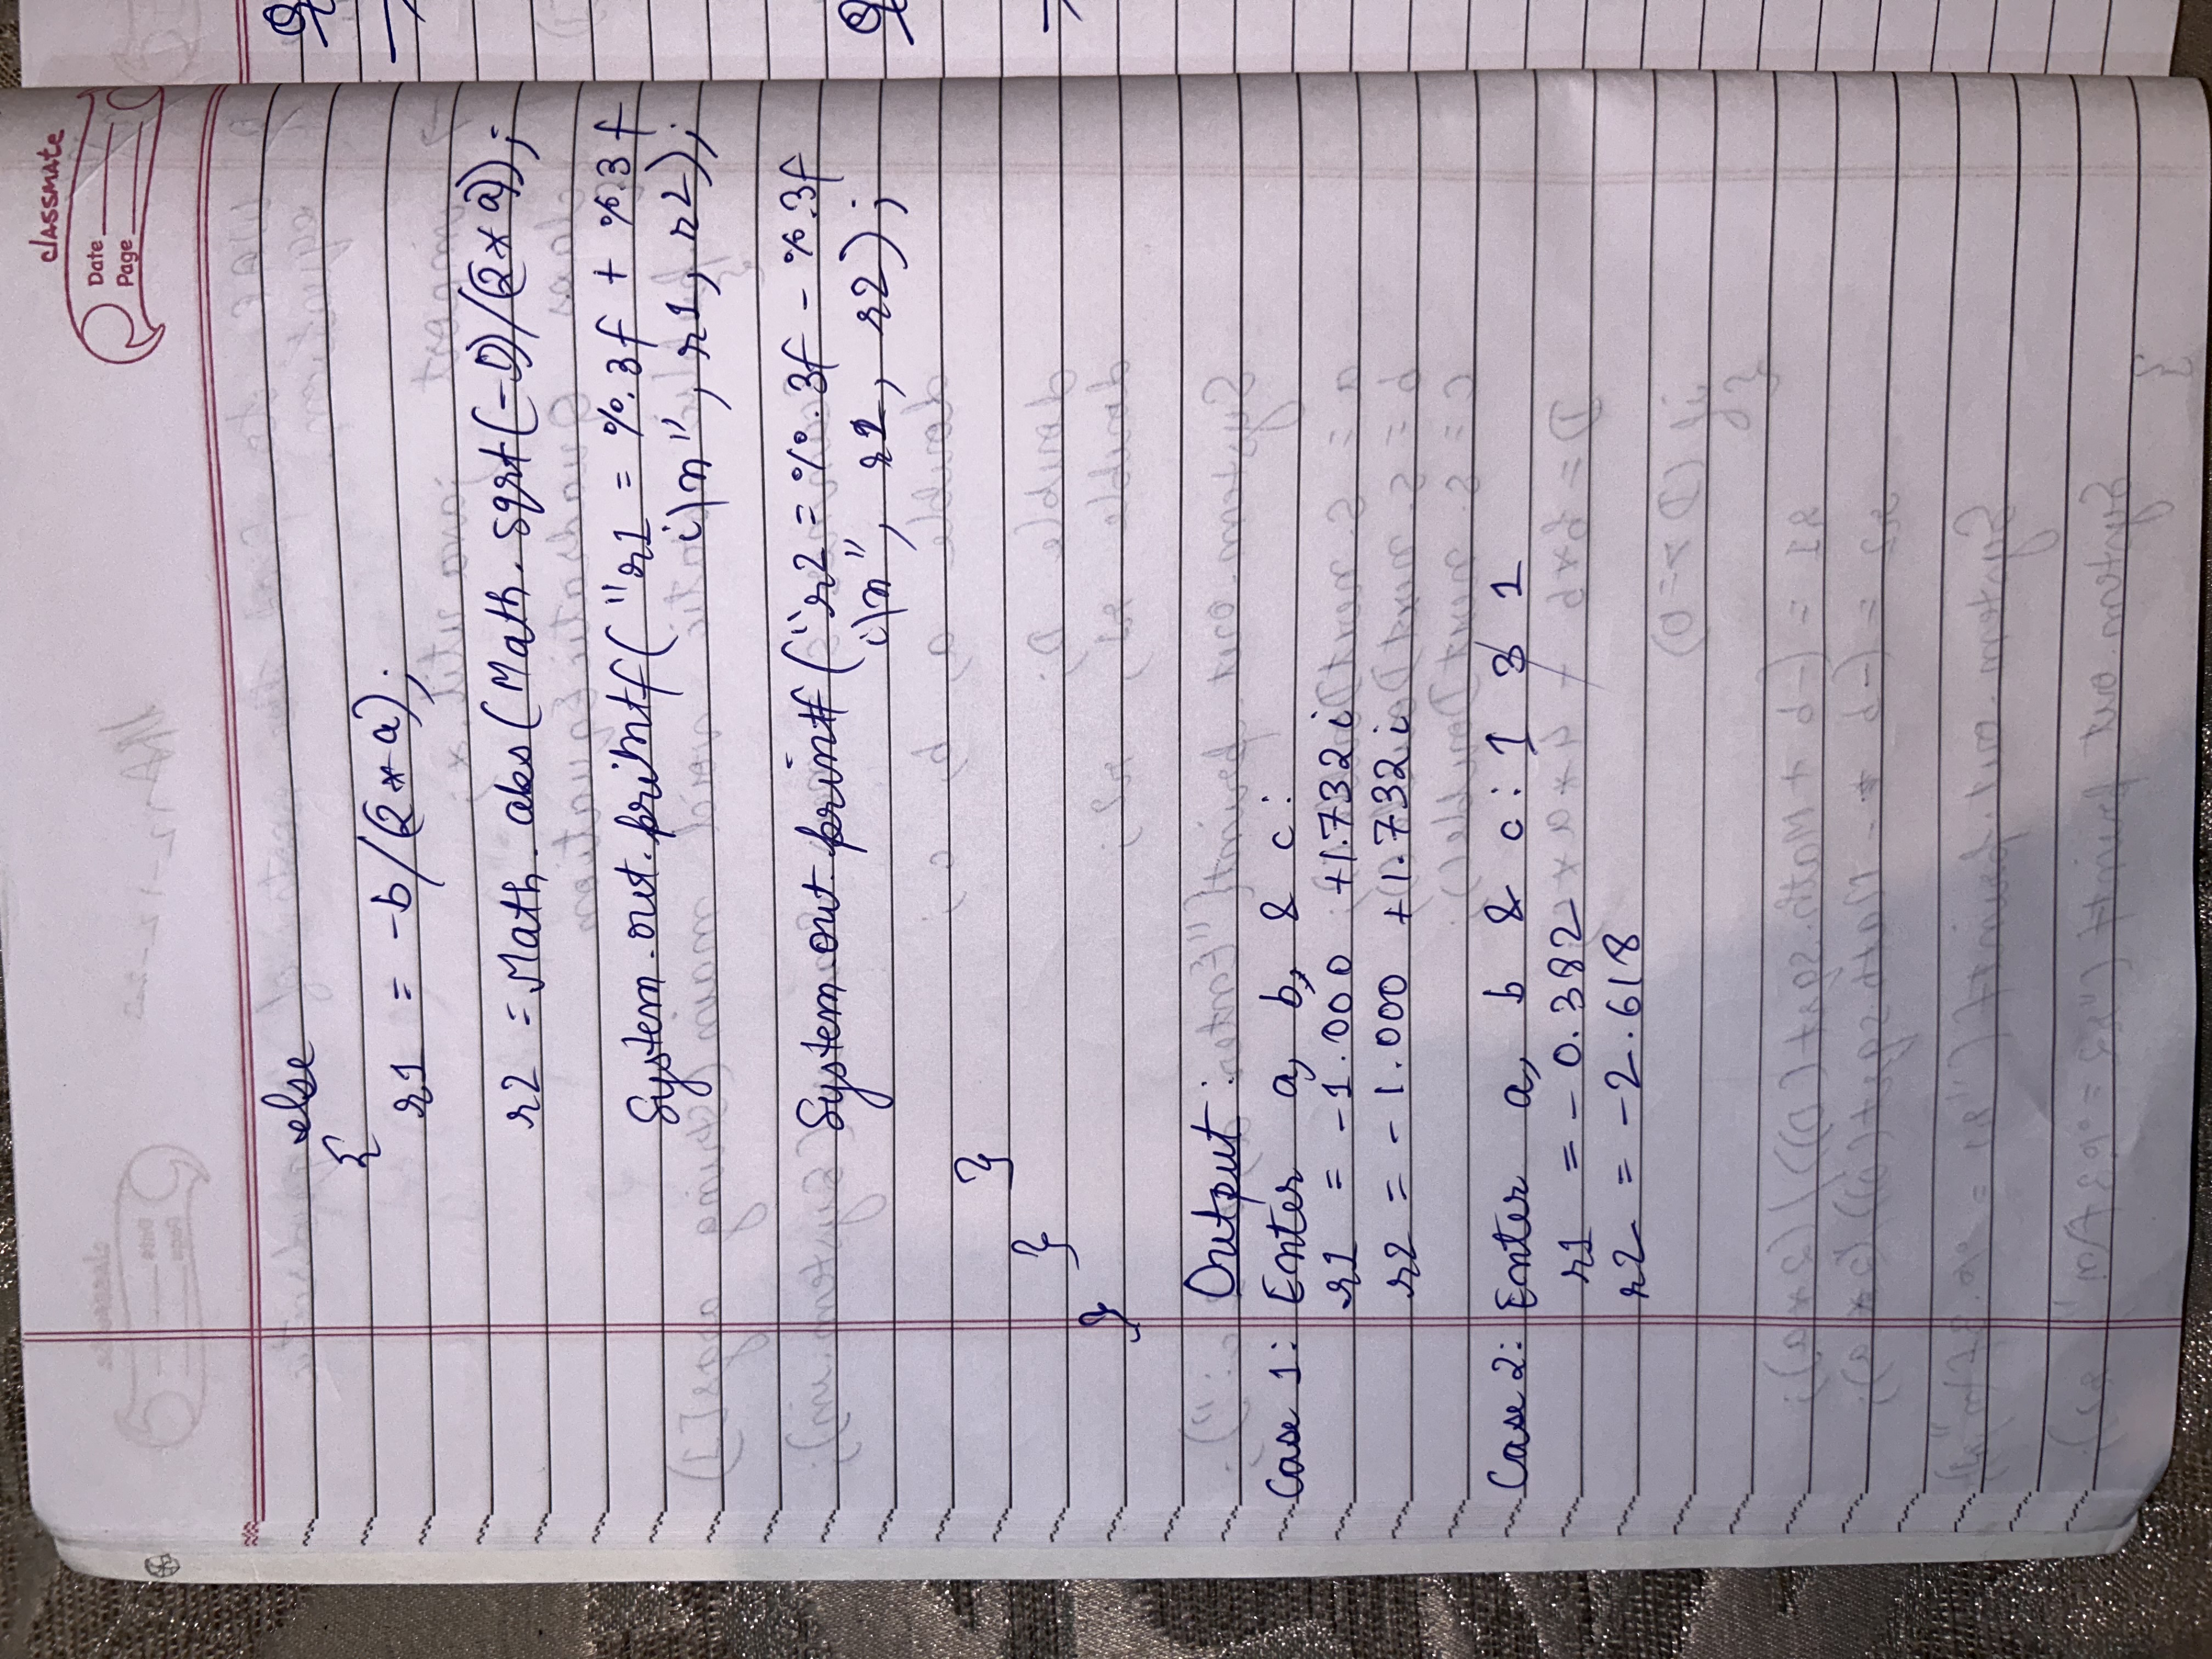 classmate
Date
Page
else
{
r1 = -b/(2*a);
r2 = Math.abs(Math.sqrt(-D)/(2*a));
System.out.printf("r1 = %.3f + %.3f
i\n", r1, r2);
System.out.printf("r2 = %.3f - %.3f
i\n", r1, r2);
}
}
}
Output:
Case 1: Enter a, b, & c:
r1 = -1.000 +1.732i
r2 = -1.000 +1.732i
Case 2: Enter a, b & c: 1 3 1
r1 = -0.382
r2 = -2.618